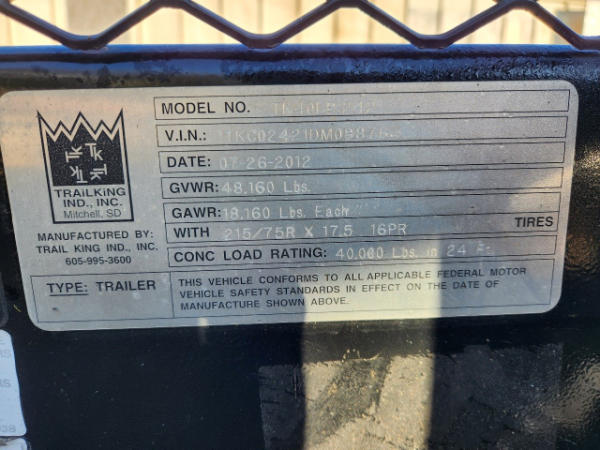 TK
TRAILKING
IND., INC.
Mitchell, SD
MANUFACTURED BY:
TRAIL KING IND., INC.
605-995-3600
TYPE: TRAILER
MODEL NO.
V.I.N.:
DATE: 07-26-2012
GVWR: 48,160 Lbs.
GAWR: 18,160 Lbs. Each
WITH 215/75R X 17.5 16PR TIRES
CONC LOAD RATING: 40,000 Lbs. in 24
THIS VEHICLE CONFORMS TO ALL APPLICABLE FEDERAL MOTOR
VEHICLE SAFETY STANDARDS IN EFFECT ON THE DATE OF
MANUFACTURE SHOWN ABOVE.